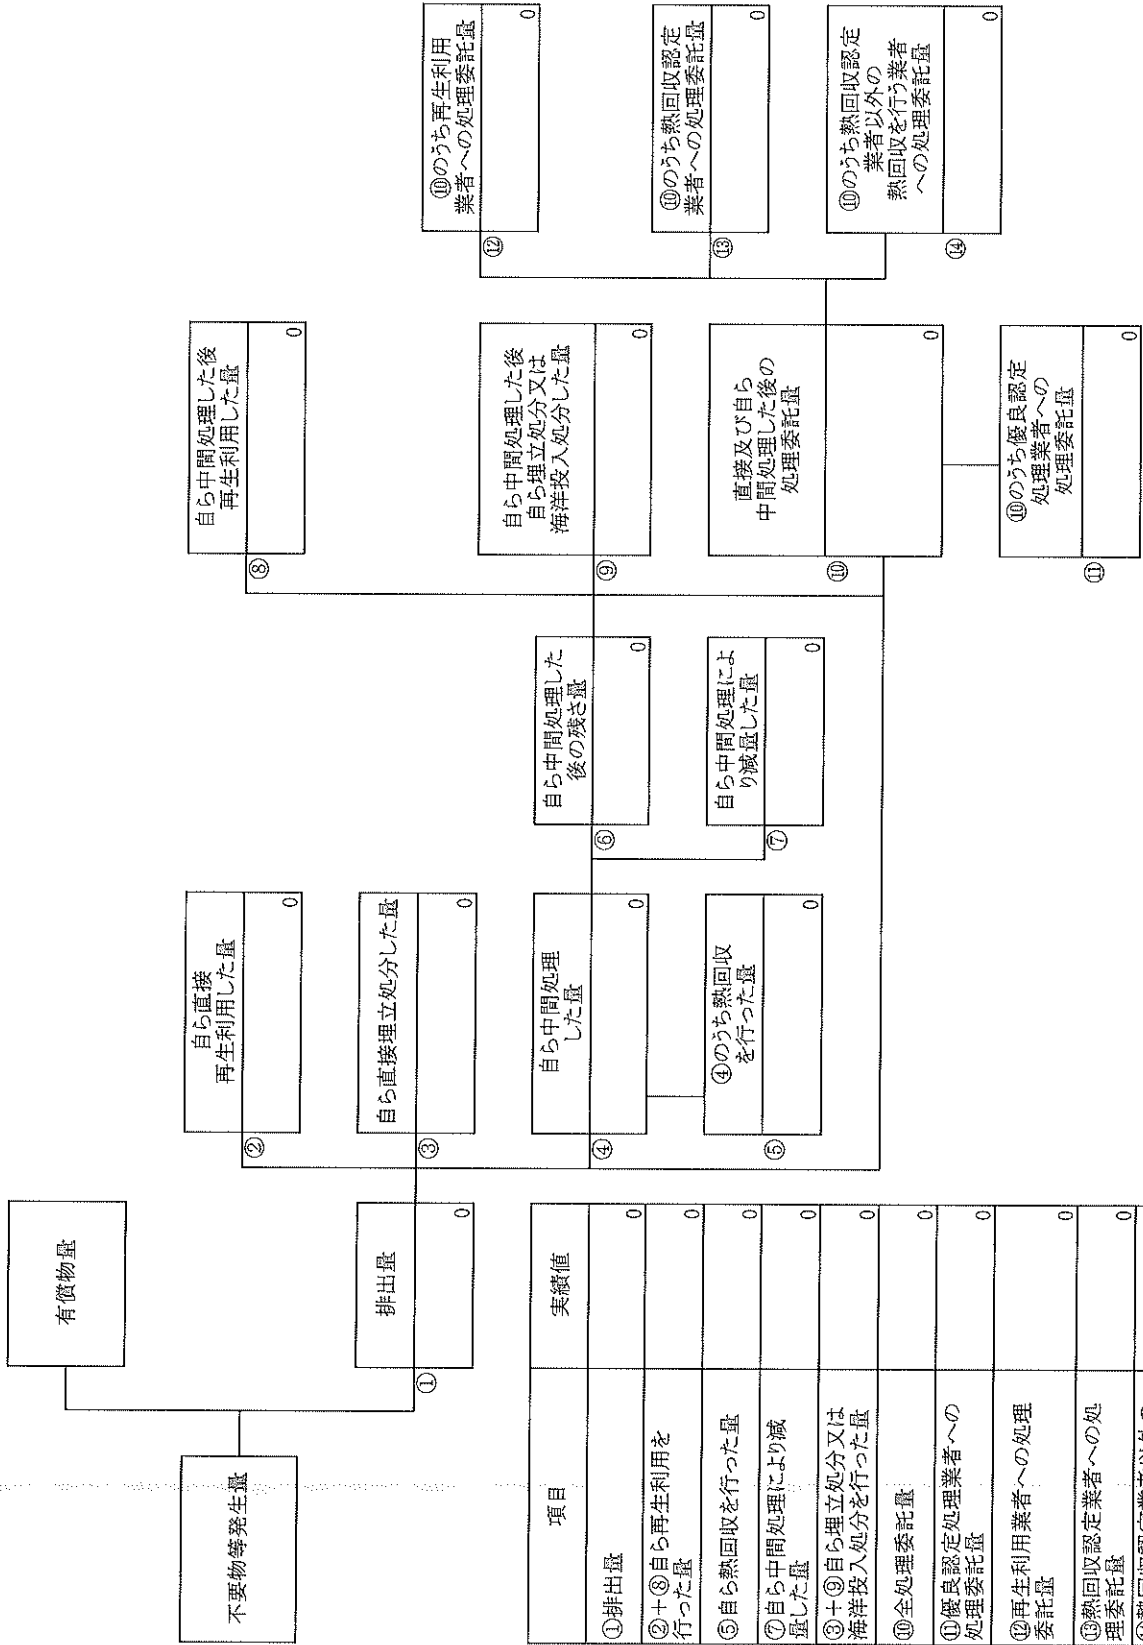 不要物等発生量
有償物量
①
排出量
0
②
自ら直接
再生利用した量
0
③
自ら直接埋立処分した量
0
④
自ら中間処理
した量
0
⑤
④のうち熱回収
を行った量
0
⑥
自ら中間処理した
後の残さ量
0
⑦
自ら中間処理によ
り減量した量
0
⑧
自ら中間処理した後
再生利用した量
0
⑨
自ら中間処理した後
自ら埋立処分又は
海洋投入処分した量
0
⑩
直接及び自ら
中間処理した後の
処理委託量
0
⑪
⑩のうち優良認定
処理業者への
処理委託量
0
⑫
⑩のうち再生利用
業者への処理委託量
0
⑬
⑩のうち熱回収認定
業者への処理委託量
0
⑭
⑩のうち熱回収認定
業者以外の
熱回収を行う業者
への処理委託量
0
項目
実績値
①排出量
0
②+⑧自ら再生利用を
行った量
0
⑤自ら熱回収を行った量
0
⑦自ら中間処理により減
量した量
0
③+⑨自ら埋立処分又は
海洋投入処分を行った量
0
⑩全処理委託量
0
⑪優良認定処理業者への
処理委託量
0
⑫再生利用業者への処理
委託量
0
⑬熱回収認定業者への処
理委託量
0